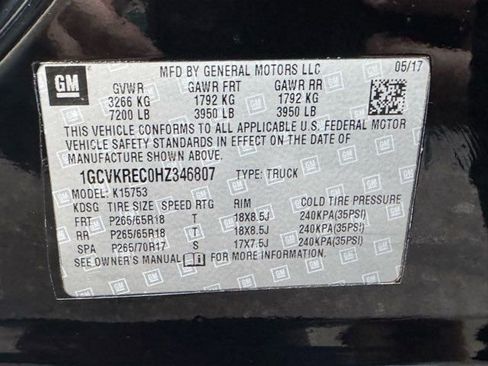 GM
MFD BY GENERAL MOTORS LLC 05/17
GVWR GAWR FRT GAWR RR
3266 KG 1792 KG 1792 KG
7200 LB 3950 LB 3950 LB
THIS VEHICLE CONFORMS TO ALL APPLICABLE U.S. FEDERAL MOTOR
VEHICLE SAFETY STANDARDS IN EFFECT ON THE DATE OF
MANUFACTURE SHOWN ABOVE.
1GCVKREC0HZ346807 TYPE: TRUCK
MODEL: K15753
KDSG TIRE SIZE SPEED RTG RIM COLD TIRE PRESSURE
FRT P265/65R18 T 18X8.5J 240KPA(35PSI)
RR P265/65R18 T 18X8.5J 240KPA(35PSI)
SPA P265/70R17 S 17X7.5J 240KPA(35PSI)
SEE OWNER'S MANUAL FOR MORE INFORMATION.